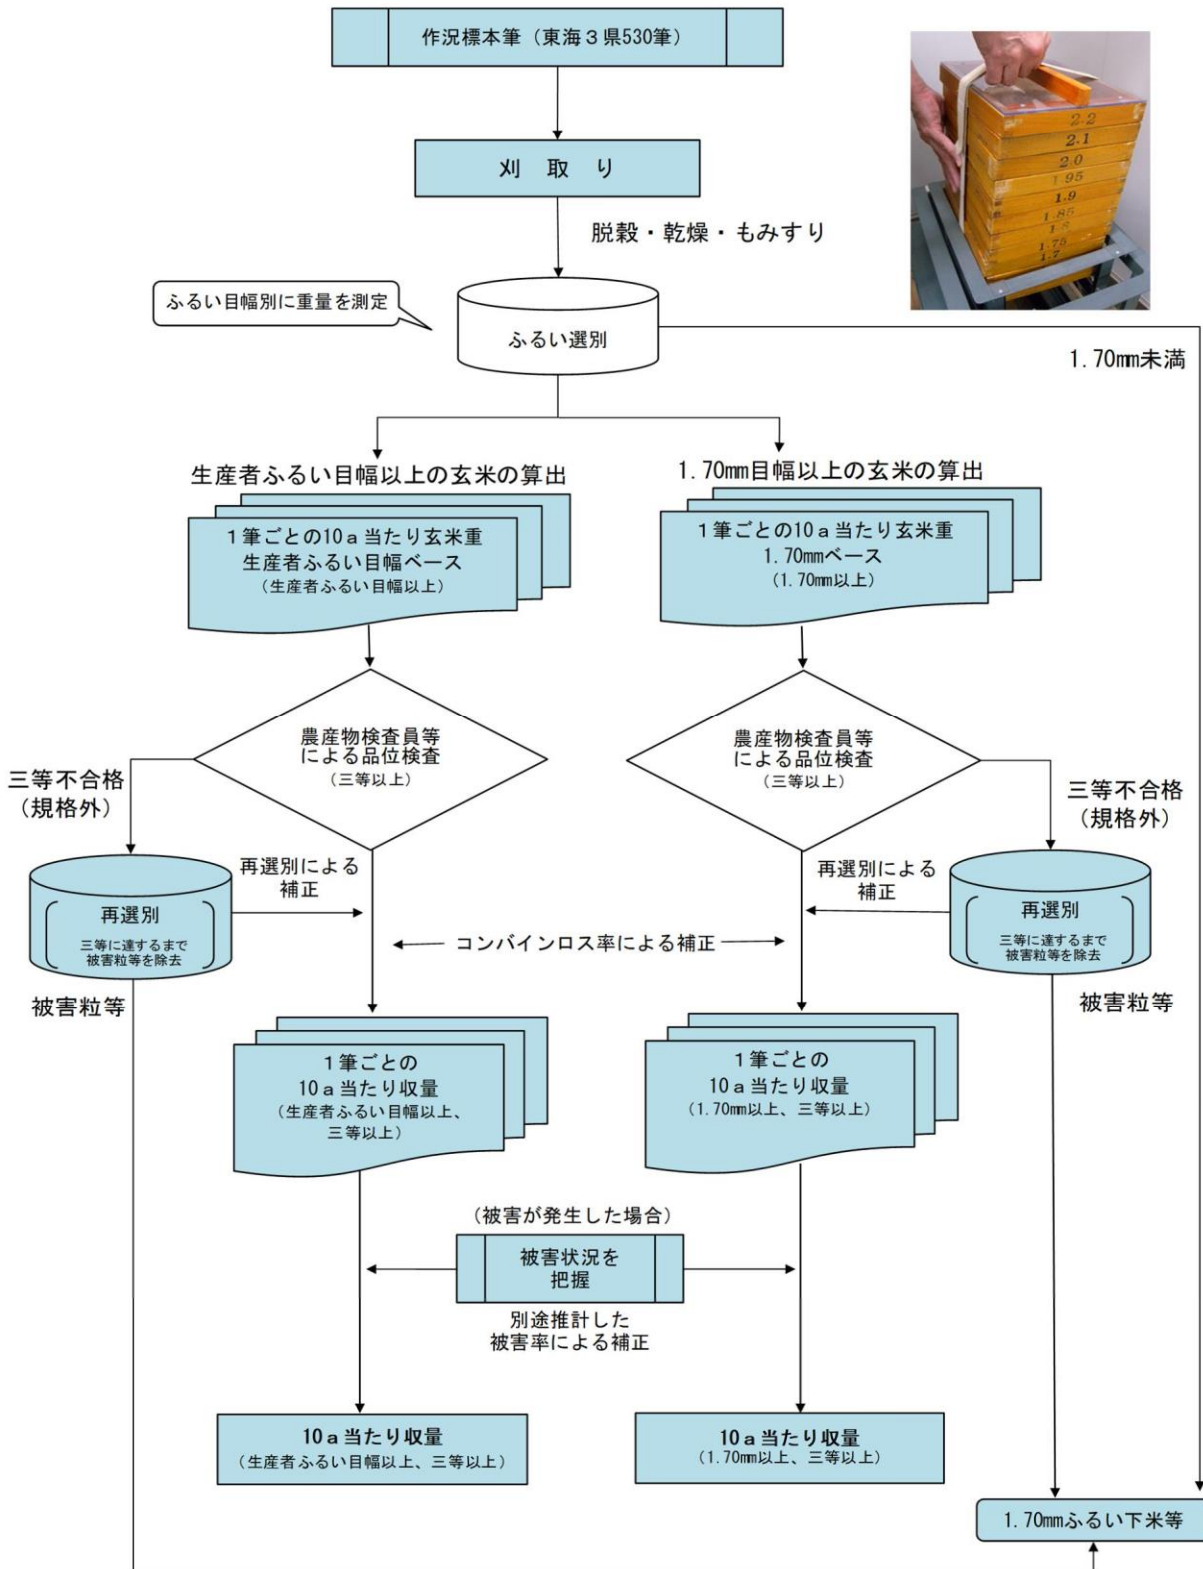 作況標本筆（東海３県530筆）
2.2
2.1
2.0
1.95
1.9
1.85
1.8
1.75
1.7
刈　取　り
脱穀・乾燥・もみすり
ふるい目幅別に重量を測定
ふるい選別
1.70㎜未満
生産者ふるい目幅以上の玄米の算出
1.70㎜目幅以上の玄米の算出
１筆ごとの10ａ当たり玄米重
生産者ふるい目幅ベース
（生産者ふるい目幅以上）
１筆ごとの10ａ当たり玄米重
1.70㎜ベース
（1.70㎜以上）
農産物検査員等
による品位検査
（三等以上）
農産物検査員等
による品位検査
（三等以上）
三等不合格
（規格外）
三等不合格
（規格外）
再選別による
補正
再選別による
補正
再選別
三等に達するまで
被害粒等を除去
再選別
三等に達するまで
被害粒等を除去
コンバインロス率による補正
被害粒等
被害粒等
１筆ごとの
10ａ当たり収量
（生産者ふるい目幅以上、
三等以上）
１筆ごとの
10ａ当たり収量
（1.70㎜以上、三等以上）
（被害が発生した場合）
被害状況を
把握
別途推計した
被害率による補正
10ａ当たり収量
（生産者ふるい目幅以上、三等以上）
10ａ当たり収量
（1.70㎜以上、三等以上）
1.70㎜ふるい下米等